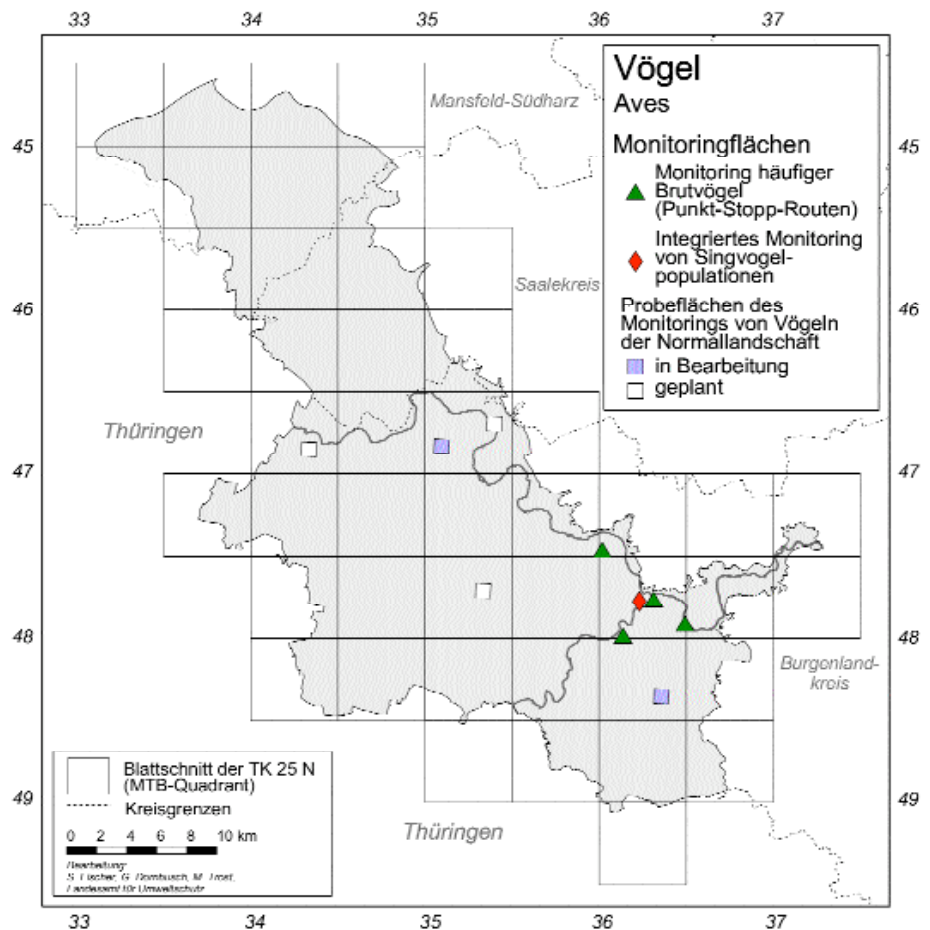 33 34 35 36 37
Vögel
Aves
Monitoringflächen
Monitoring häufiger
Brutvögel
(Punkt-Stopp-Routen)
Integriertes Monitoring
von Singvogel-
populationen
Probeflächen des
Monitorings von Vögeln
der Normallandschaft
in Bearbeitung
geplant
Mansfeld-Südharz
45 45
Saalekreis
46 46
Thüringen
47 47
48 48
Burgenland-
kreis
49 49
Thüringen
Blattschnitt der TK 25 N
(MTB-Quadrant)
Kreisgrenzen
0 2 4 6 8 10 km
Bearbeitung:
S. Fischer, G. Dornbusch, M. Trost,
Landesamt für Umweltschutz
33 34 35 36 37